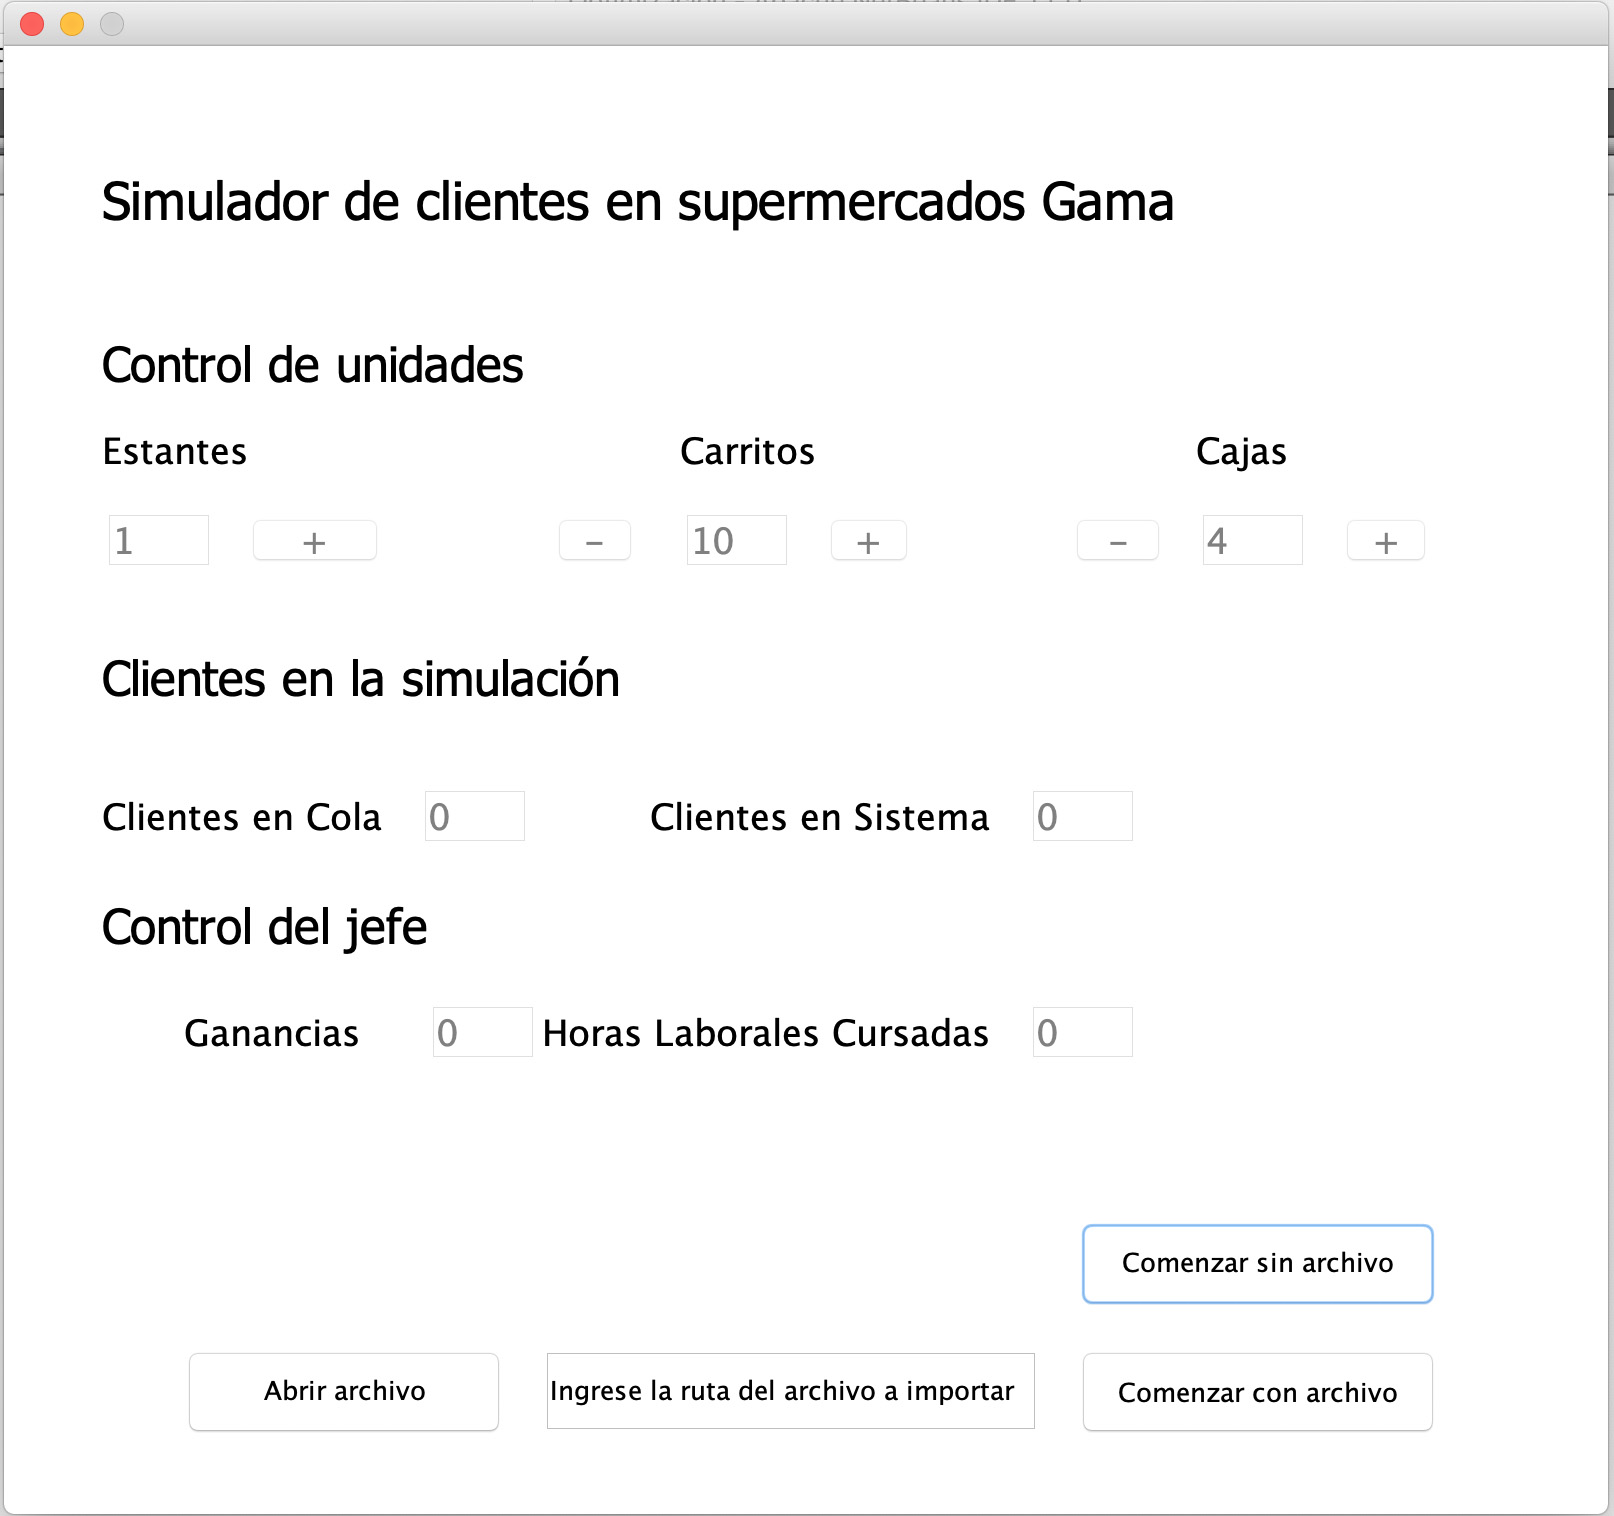 Simulador de clientes en supermercados Gama
Control de unidades
Estantes Carritos Cajas
1 + - 10 + - 4 +
Clientes en la simulación
Clientes en Cola 0 Clientes en Sistema 0
Control del jefe
Ganancias 0 Horas Laborales Cursadas 0
Comenzar sin archivo
Abrir archivo Ingrese la ruta del archivo a importar Comenzar con archivo